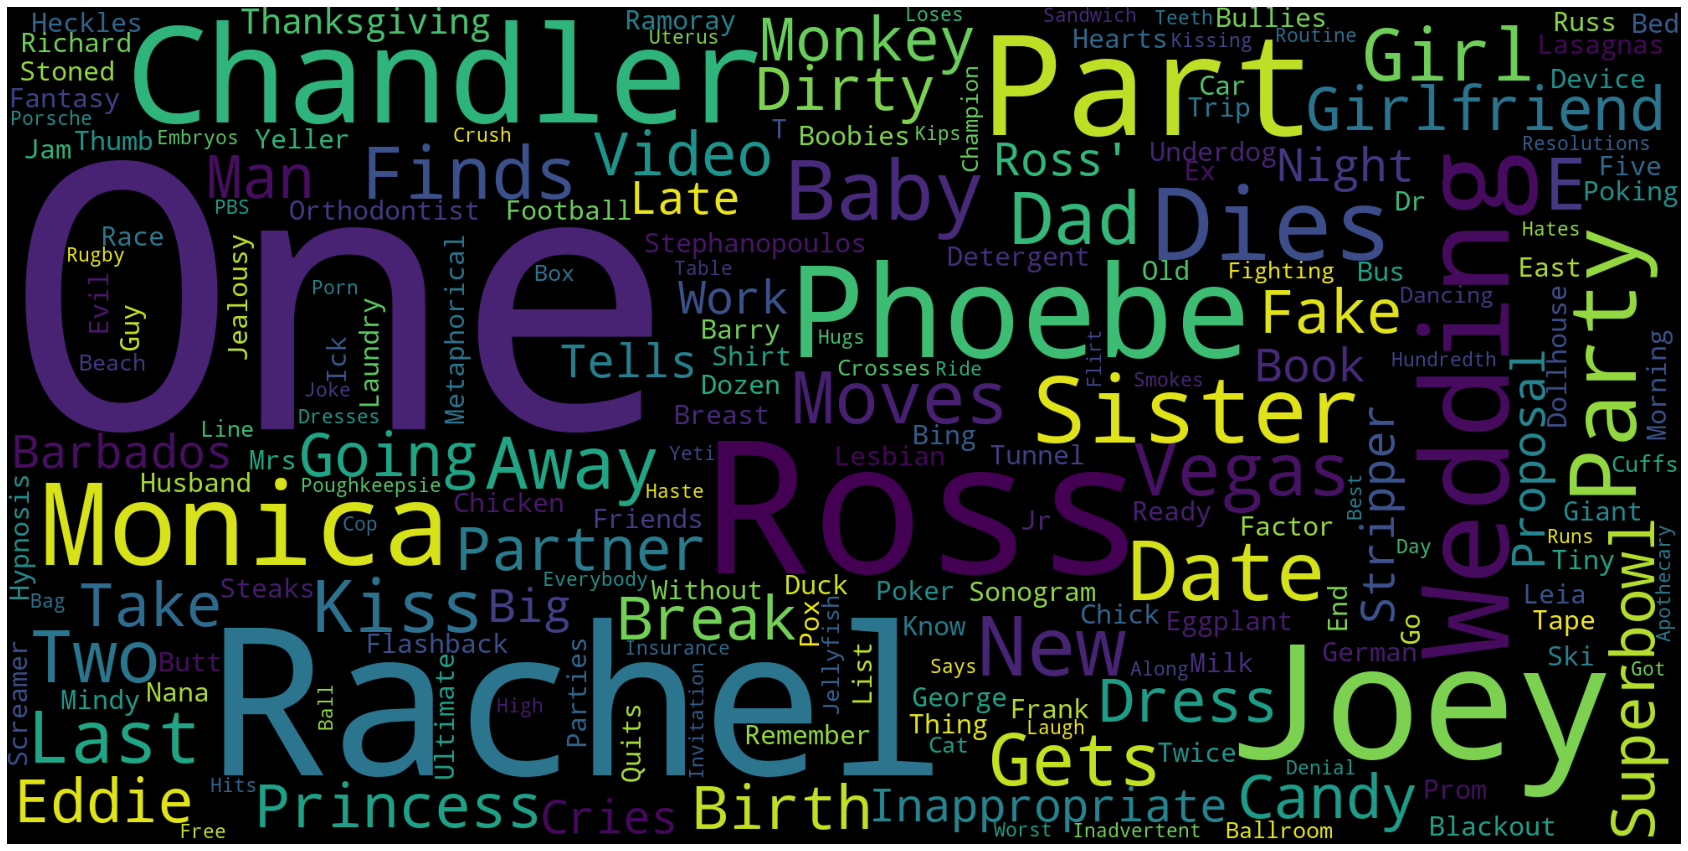 Heckles
Thanksgiving
Ramoray
Loses
Sandwich
Teeth
Bullies
Russ
Bed
Richard
Chandler
Uterus
Monkey
Part
Hearts
Kissing
Routine
Girl
Lasagnas
Stoned
Dirty
Car
Device
Fantasy
Champion
Trip
Girlfriend
Porsche
Jam
Thumb
Embryos
Yeller
Crush
Video
T
Boobies
Kips
Ross'
Underdog
Night
Resolutions
Man
Finds
Late
Baby
Ex
E
Five
Poking
PBS
Orthodontist
Football
Dad
Dies
Dr
One
Race
Rugby
Evil
Guy
Jealousy
Metaphorical
Stephanopoulos
Detergent
Wedding
Hates
Box
Table
Phoebe
Old
Fighting
Bus
East
Party
Porn
Work
Fake
Dancing
Beach
Ick
Laundry
Tells
Barry
Hugs
Flirt
Hundredth
Dollhouse
Morning
Shirt
Crosses
Ride
Book
Joke
Dozen
Moves
Sister
Smokes
Dresses
Breast
Stripper
Proposal
Line
Bing
Barbados
Mrs
Going
Away
Yeti
Ross
Lesbian
Tunnel
Vegas
Best
Cuffs
Husband
Poughkeepsie
Haste
Monica
Chicken
Friends
Jr
Ready
Giant
Hypnosis
Cop
Partner
Factor
Day
Runs
Superbowl
Tiny
Steaks
Everybody
Without
Duck
Poker
Sonogram
Date
End
Apothecary
Bag
Take
Kiss
Big
Break
Pox
Jellyfish
Know
New
Chick
Eggplant
Go
Leia
Tape
Two
Butt
Rachel
Flashback
Insurance
List
Says
Along
Milk
German
Ski
Got
Screamer
Mindy
Nana
Ball
Ultimate
High
Parties
Quits
Invitation
George
Frank
Dress
Joey
Last
Remember
Thing
Laugh
Cat
Gets
Twice
Denial
Eddie
Hits
Princess
Cries
Birth
Inappropriate
Candy
Prom
Free
Worst
Inadvertent
Ballroom
Blackout